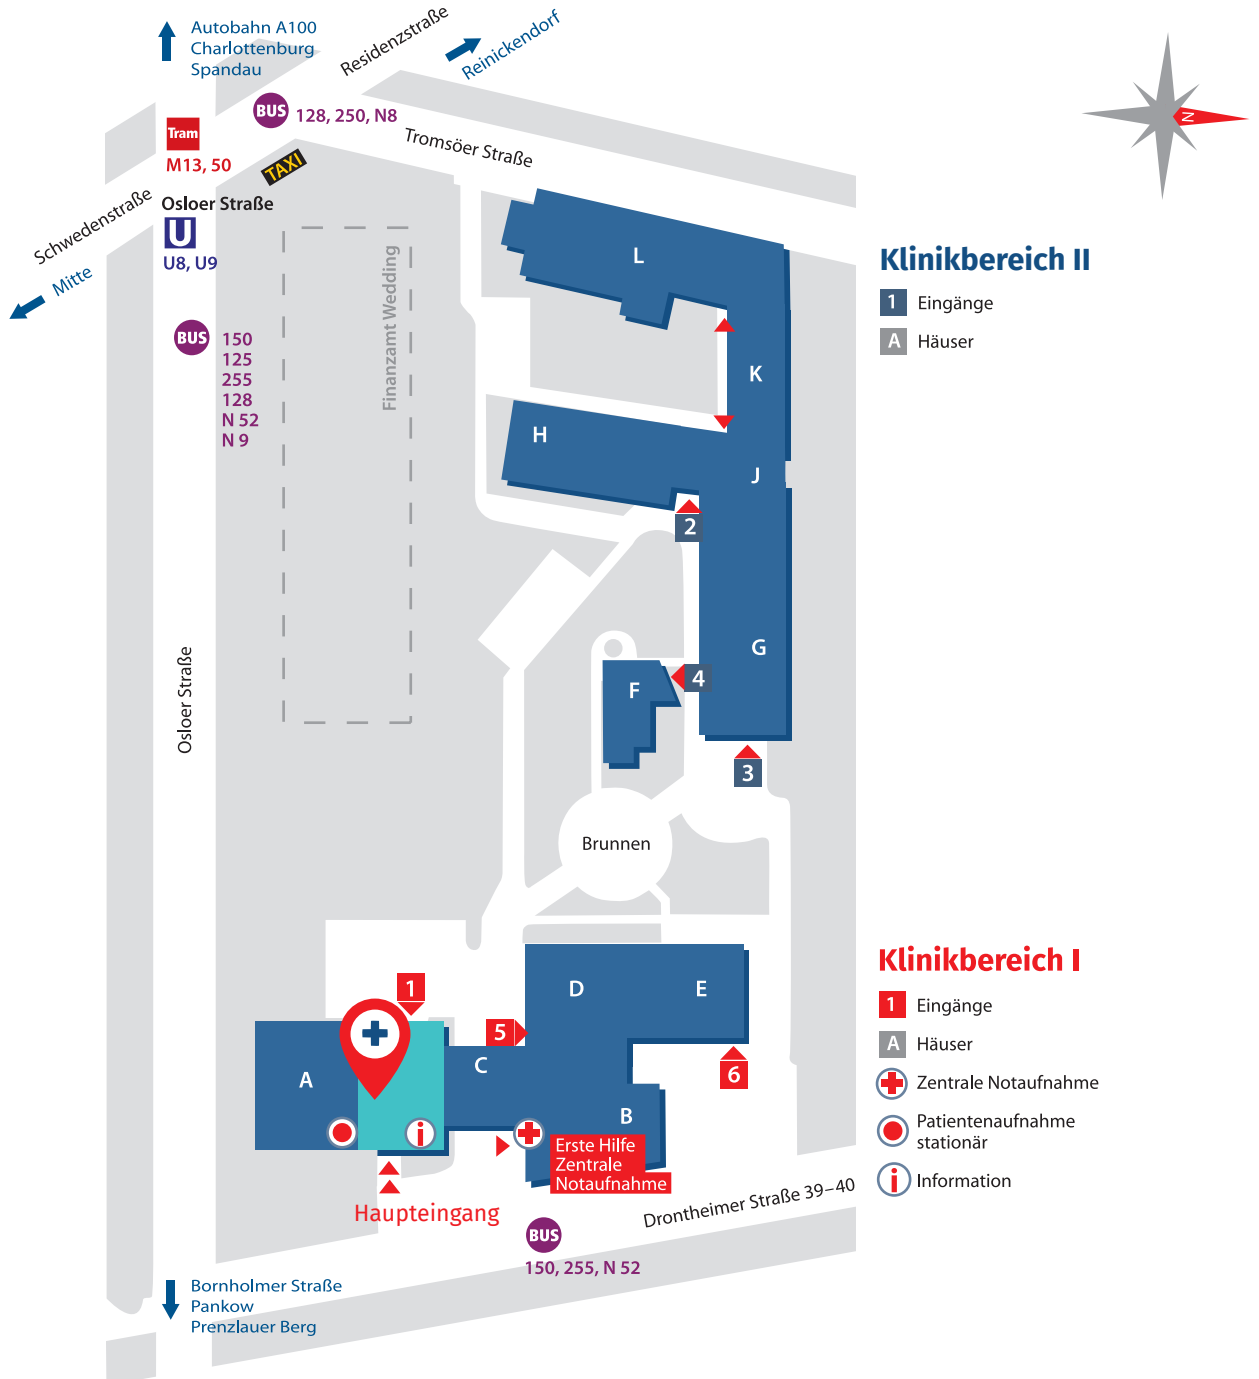 Autobahn A100
Charlottenburg
Spandau
Residenzstraße
Reinickendorf
BUS
128, 250, N8
Tram
M13, 50
TAXI
Tromsöer Straße
N
Schwedenstraße
Osloer Straße
U
U8, U9
Mitte
BUS
150
125
255
128
N 52
N 9
Finanzamt Wedding
L
K
H
J
2
G
F
4
3
Klinikbereich II
1 Eingänge
A Häuser
Osloer Straße
Brunnen
D
E
1
5
C
A
6
B
i
Erste Hilfe
Zentrale
Notaufnahme
Haupteingang
Drontheimer Straße 39–40
BUS
150, 255, N 52
Klinikbereich I
1 Eingänge
A Häuser
Zentrale Notaufnahme
Patientenaufnahme
stationär
i Information
Bornholmer Straße
Pankow
Prenzlauer Berg